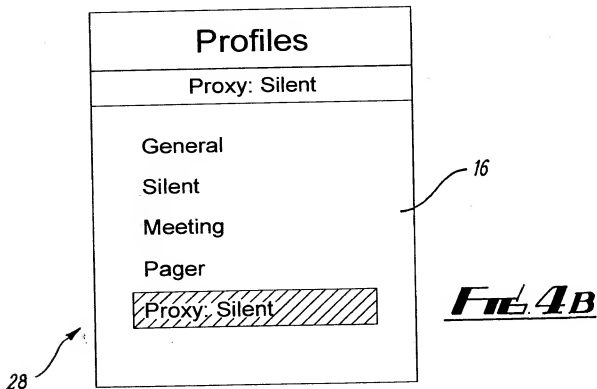 Profiles
Proxy: Silent
General
Silent
16
Meeting
Pager
Proxy: Silent
FIG. 4B
28